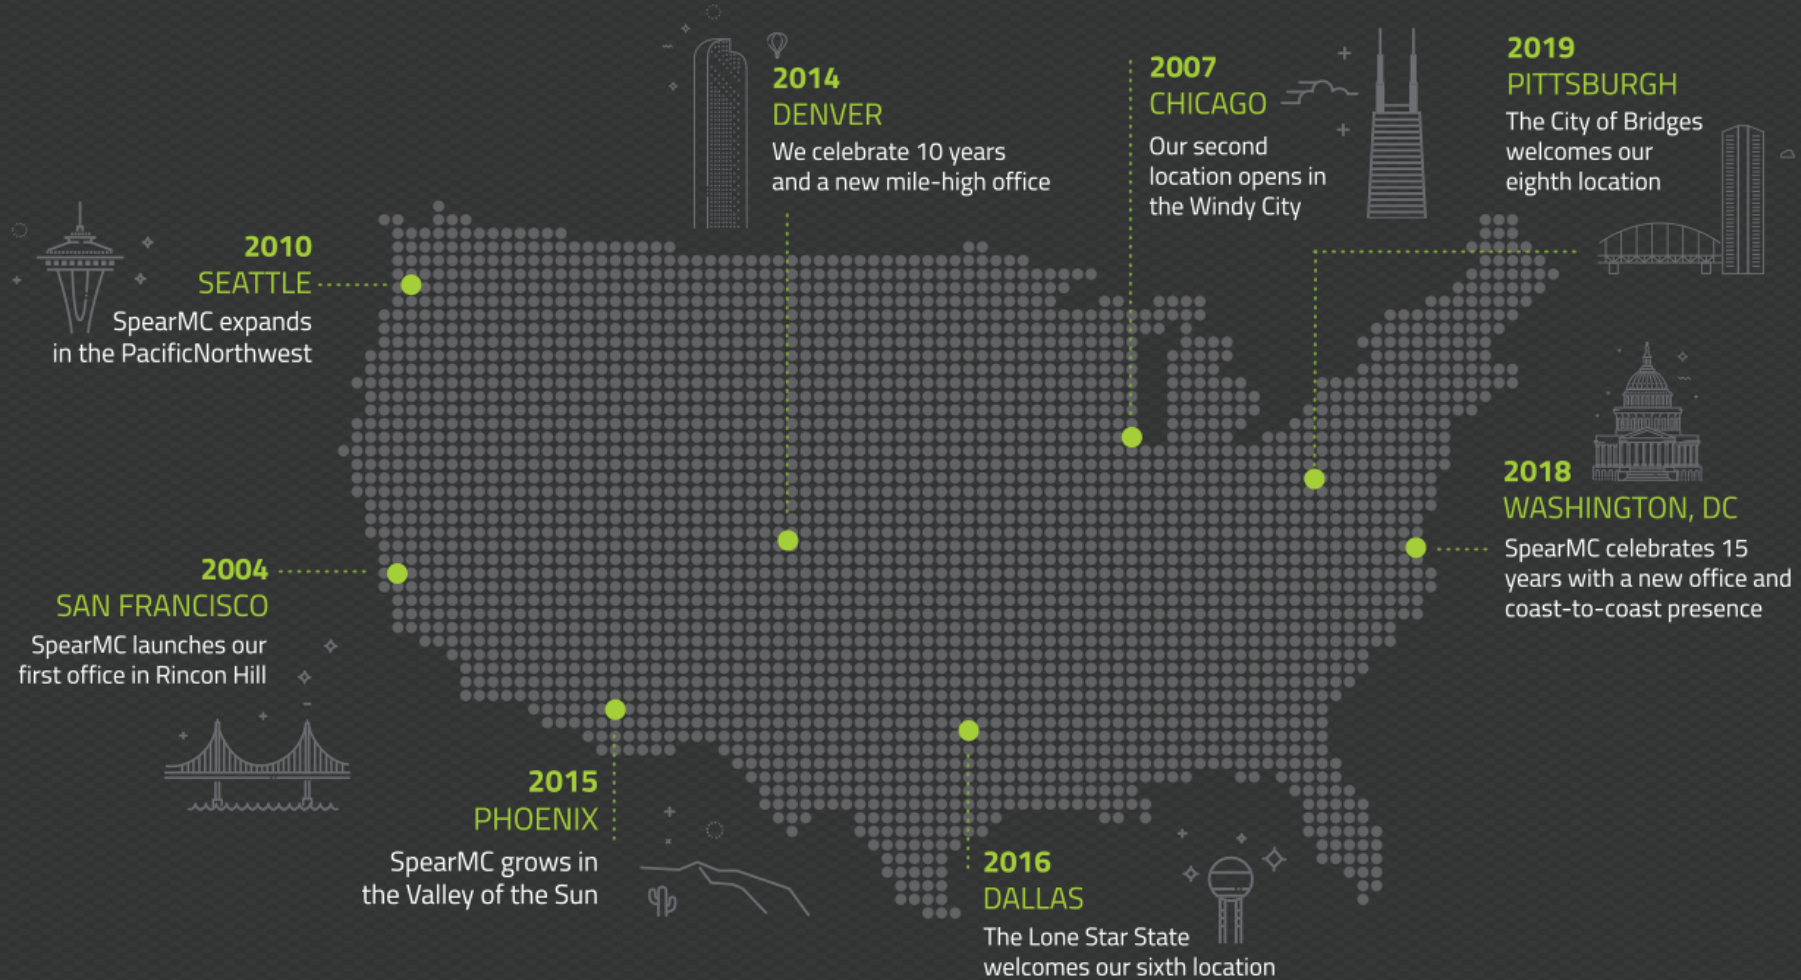 2014
DENVER
We celebrate 10 years
and a new mile-high office
2007
CHICAGO
Our second
location opens in
the Windy City
2019
PITTSBURGH
The City of Bridges
welcomes our
eighth location
2010
SEATTLE
SpearMC expands
in the PacificNorthwest
2018
WASHINGTON, DC
SpearMC celebrates 15
years with a new office and
coast-to-coast presence
2004
SAN FRANCISCO
SpearMC launches our
first office in Rincon Hill
2015
PHOENIX
SpearMC grows in
the Valley of the Sun
2016
DALLAS
The Lone Star State
welcomes our sixth location